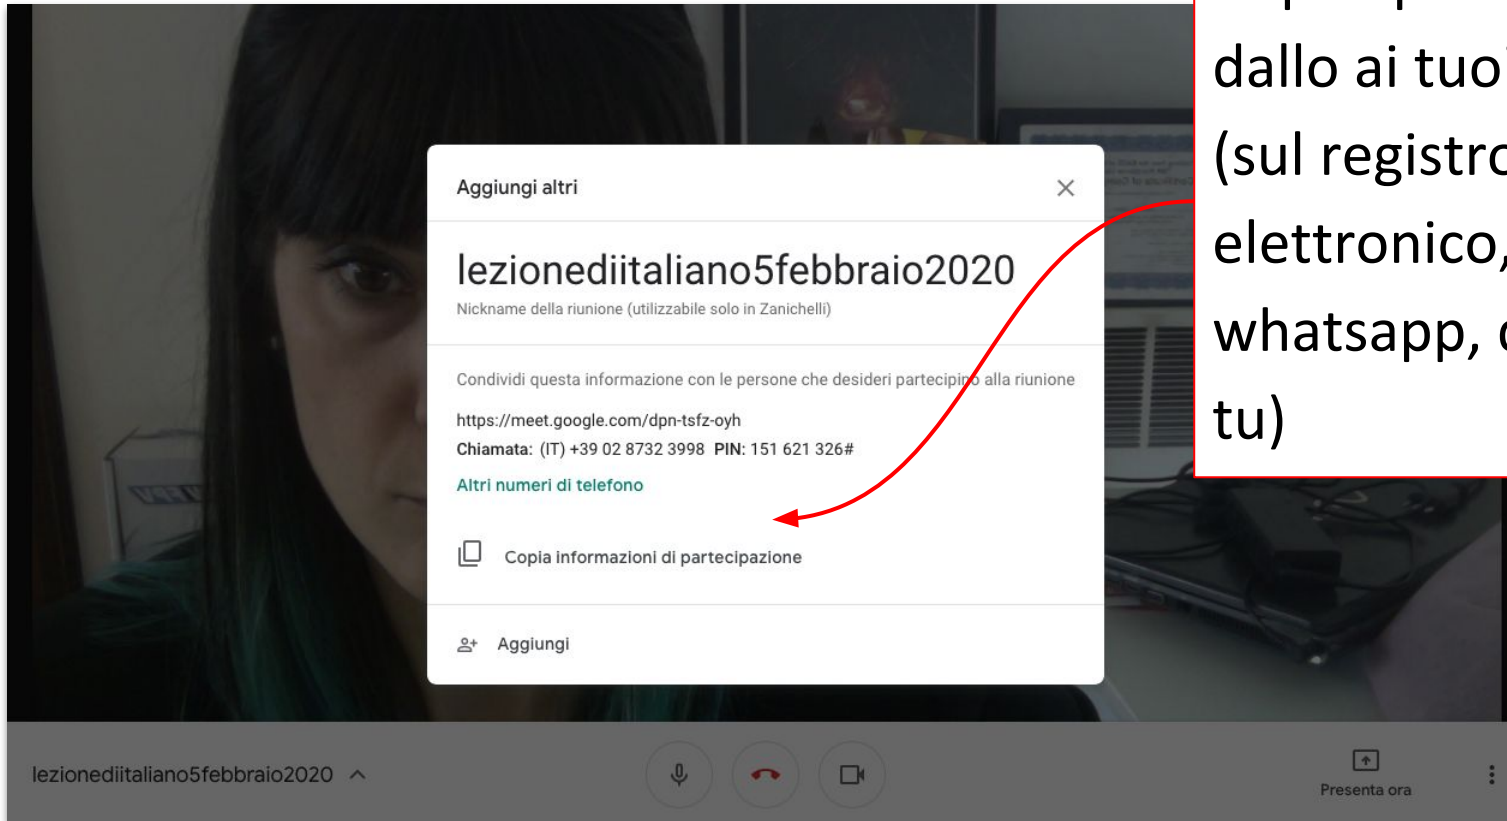 dallo ai tuoi
(sul registro
elettronico,
whatsapp,
tu)
Aggiungi altri
lezionediitaliano5febbraio2020
Nickname della riunione (utilizzabile solo in Zanichelli)
Condividi questa informazione con le persone che desideri partecipino alla riunione
https://meet.google.com/dpn-tsfz-oyh
Chiamata: (IT) +39 02 8732 3998 PIN: 151 621 326#
Altri numeri di telefono
Copia informazioni di partecipazione
Aggiungi
lezionediitaliano5febbraio2020
Presenta ora